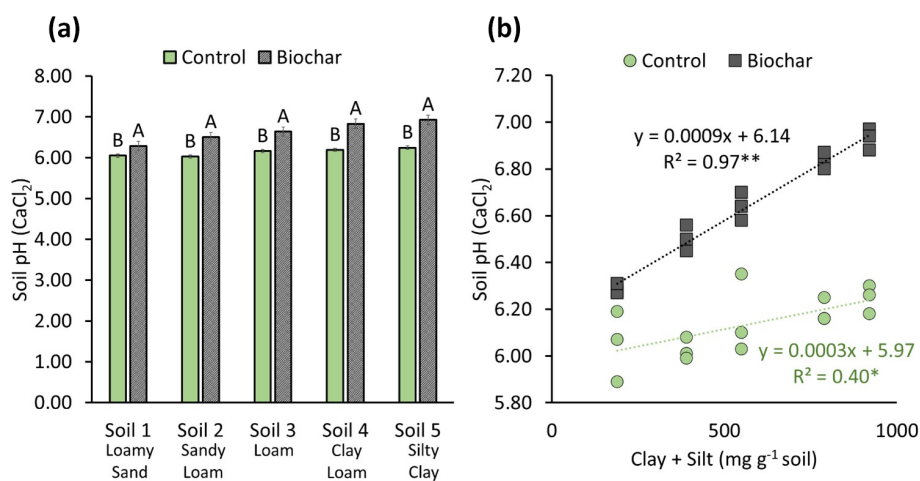 (a)
Control Biochar
8.00
7.00
6.00
5.00
4.00
3.00
2.00
1.00
0.00
Soil pH (CaCl₂)
B A B A B A B A B A
Soil 1 Soil 2 Soil 3 Soil 4 Soil 5
Loamy Sandy Loam Clay Silty
Sand Loam Loam Clay
(b)
Control Biochar
7.20
7.00
6.80
6.60
6.40
6.20
6.00
5.80
Soil pH (CaCl₂)
y = 0.0009x + 6.14
R² = 0.97**
y = 0.0003x + 5.97
R² = 0.40*
0 500 1000
Clay + Silt (mg g⁻¹ soil)